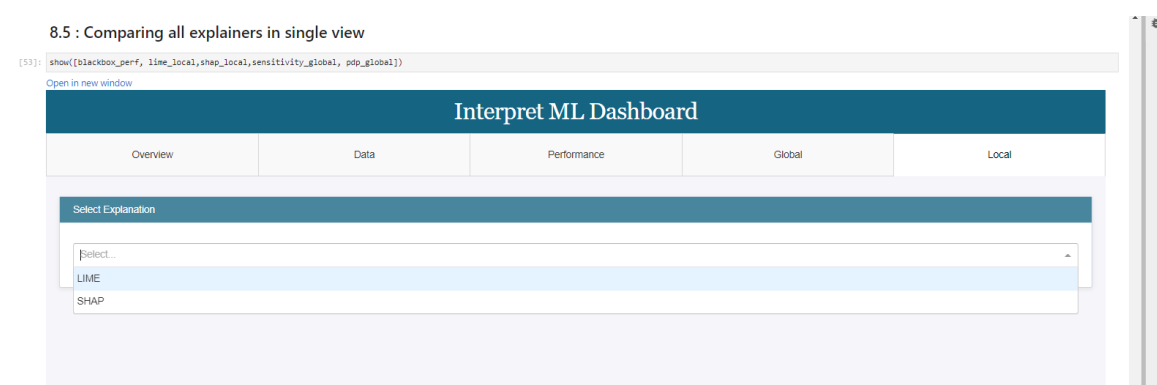 8.5 : Comparing all explainers in single view
[53]: show([blackbox_perf, lime_local,shap_local,sensitivity_global, pdp_global])
Open in new window
Interpret ML Dashboard
Overview Data Performance Global Local
Select Explanation
Select...
LIME
SHAP